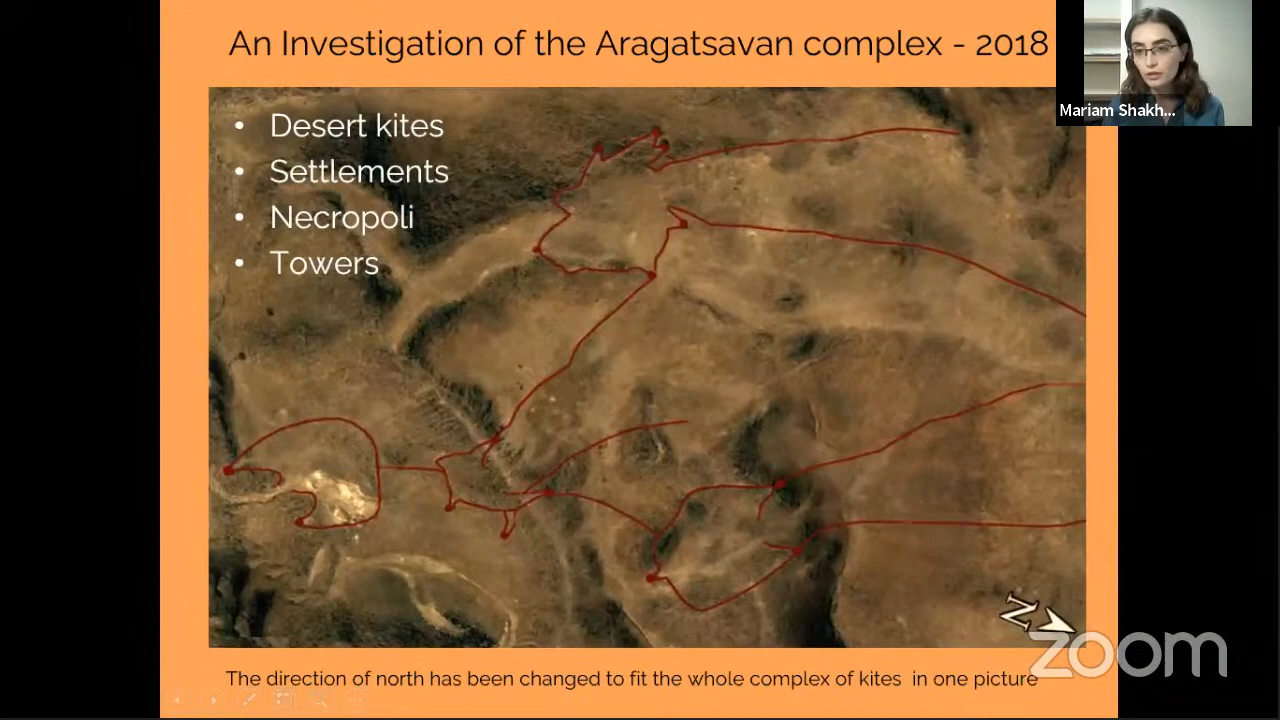 An Investigation of the Aragatsavan complex - 2018
Mariam Shakh...
• Desert kites
• Settlements
• Necropoli
• Towers
N
zoom
The direction of north has been changed to fit the whole complex of kites in one picture